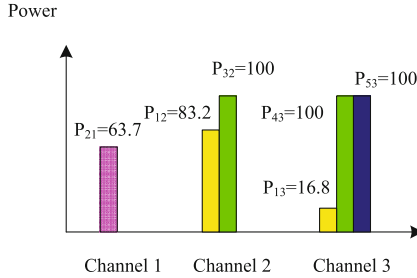 Power
P32=100
P53=100
P12=83.2
P43=100
P21=63.7
P13=16.8
Channel 1 Channel 2 Channel 3